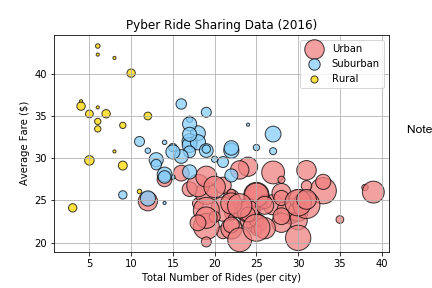 Pyber Ride Sharing Data (2016)
Urban
Suburban
Rural
Note
Average Fare ($)
40
35
30
25
20
5
10
15
20
25
30
35
40
Total Number of Rides (per city)